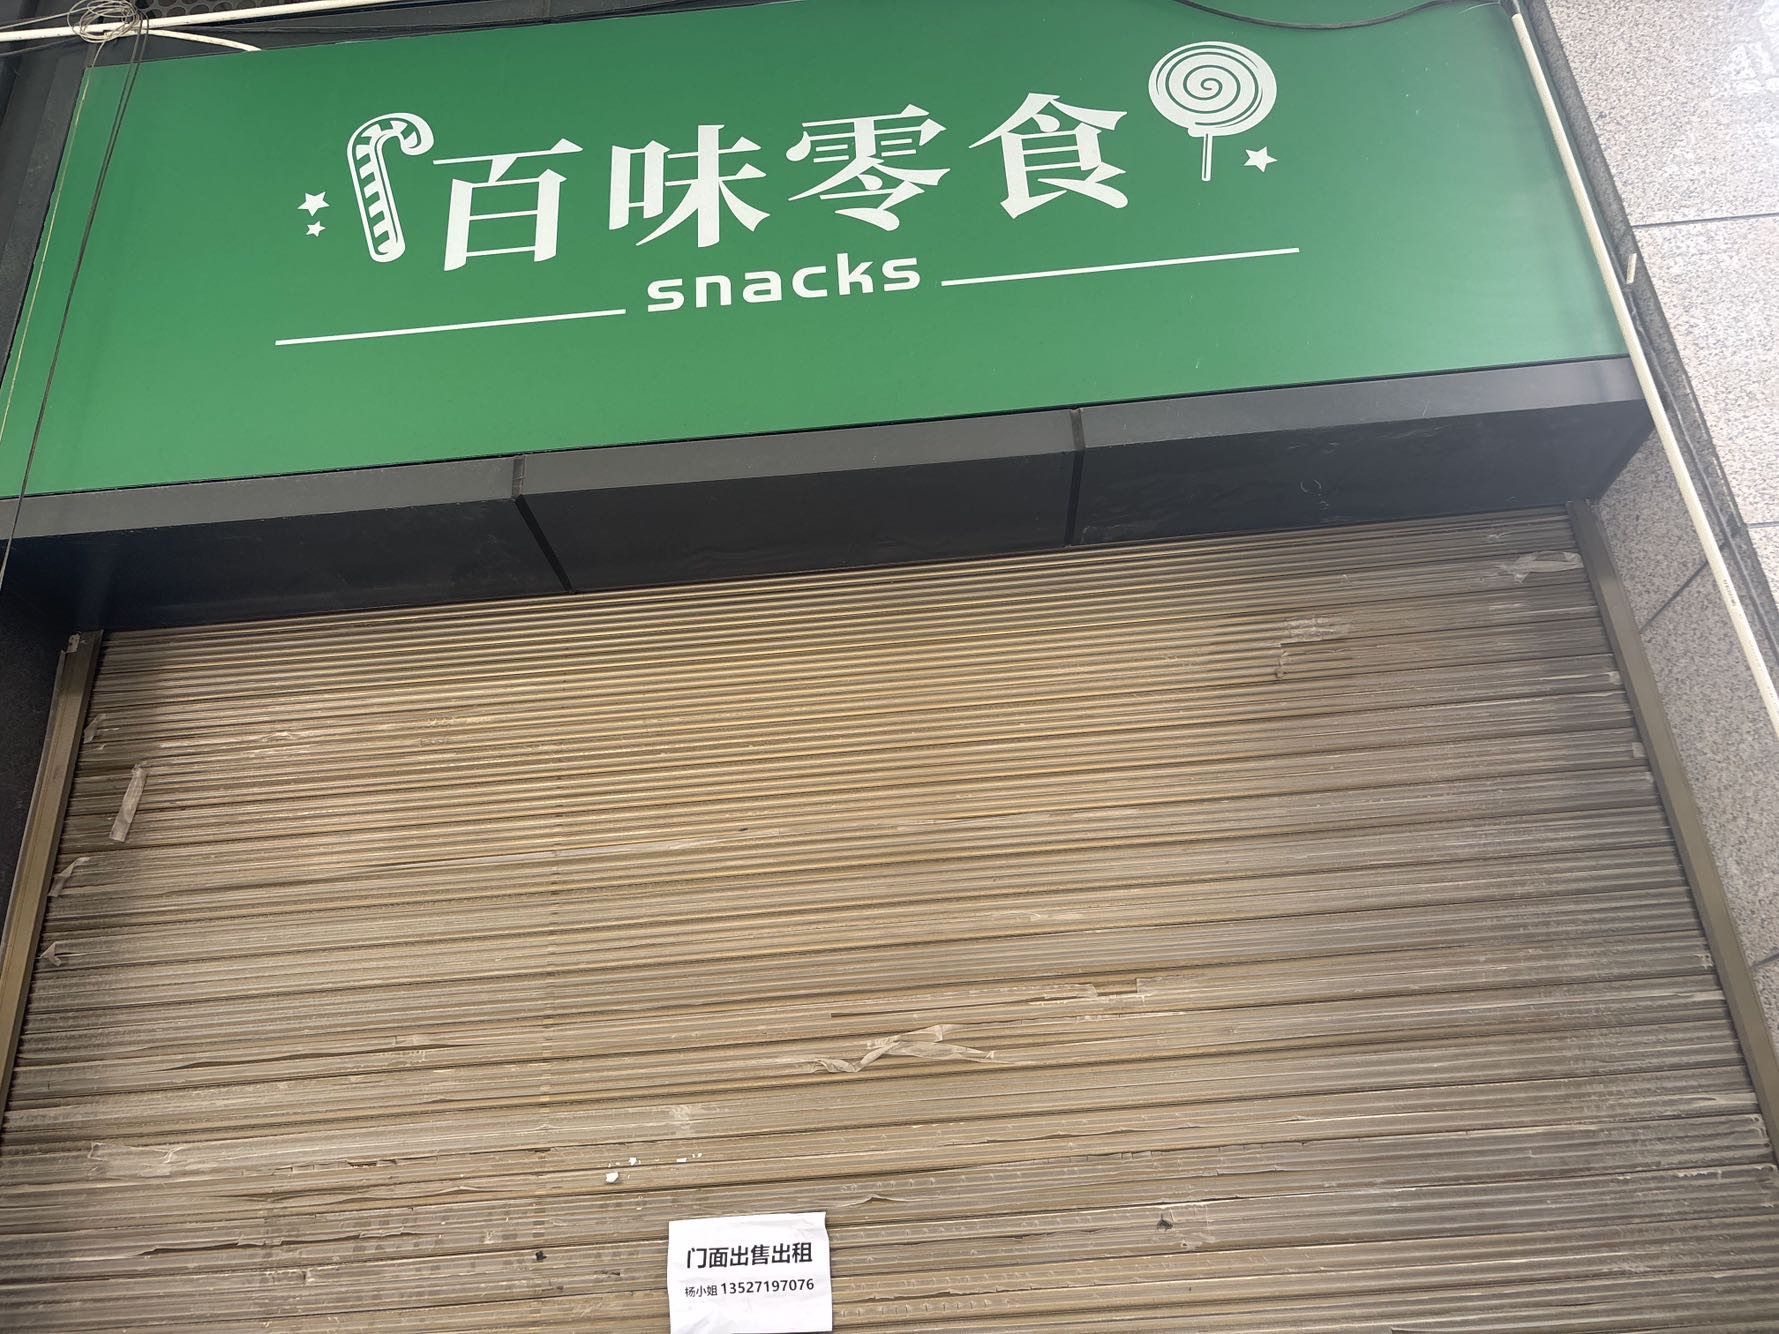 百味零食
snacks
门面出售出租
杨小姐 13527197076